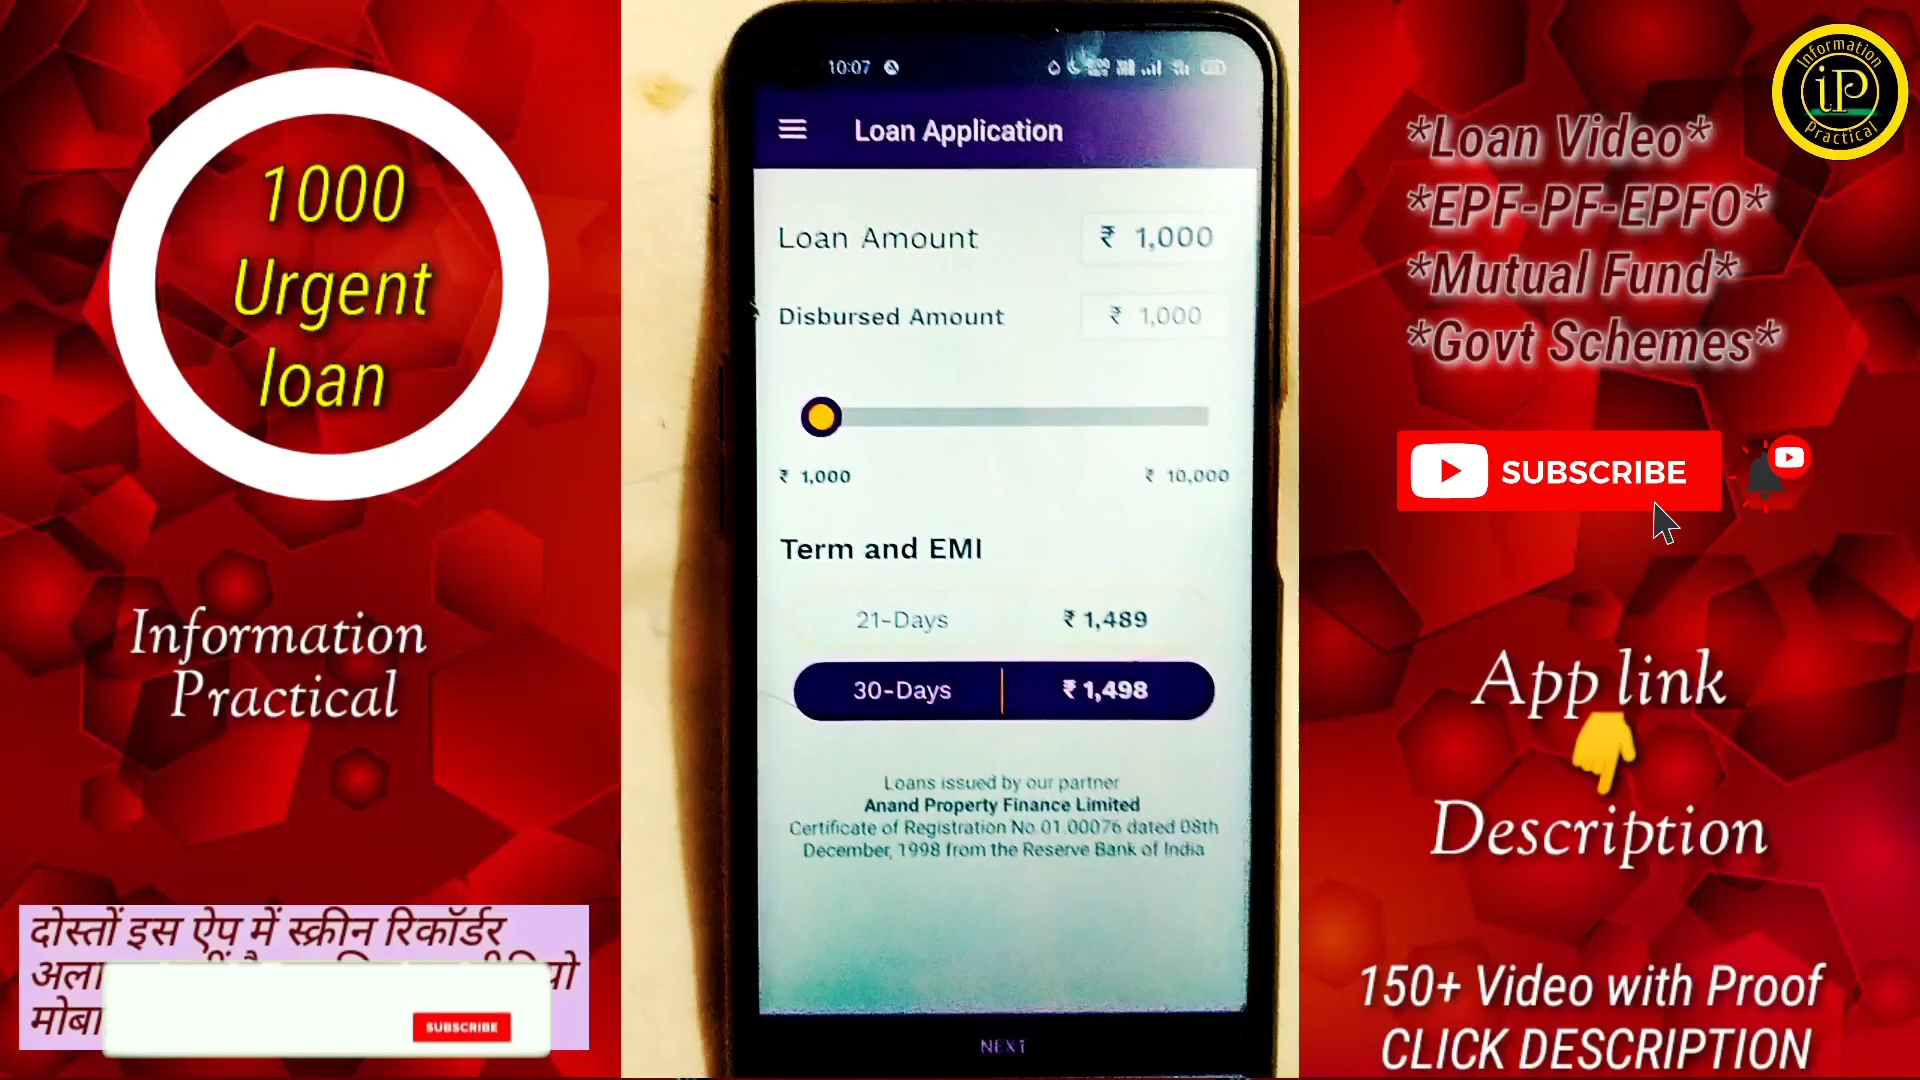 1000
Urgent
loan
Information
Practical
दोस्तों इस ऐप में स्क्रीन रिकॉर्डर
SUBSCRIBE
10:07
Loan Application
Loan Amount
₹ 1,000
Disbursed Amount
₹ 1,000
₹ 1,000
₹ 10,000
Term and EMI
21-Days
₹ 1,489
30-Days
₹ 1,498
Loans issued by our partner
Anand Property Finance Limited
Certificate of Registration No 01 00076 dated 08th
December, 1998 from the Reserve Bank of India
NEXT
Information
iP
Practical
*Loan Video*
*EPF-PF-EPFO*
*Mutual Fund*
*Govt Schemes*
SUBSCRIBE
App link
Description
150+ Video with Proof
CLICK DESCRIPTION